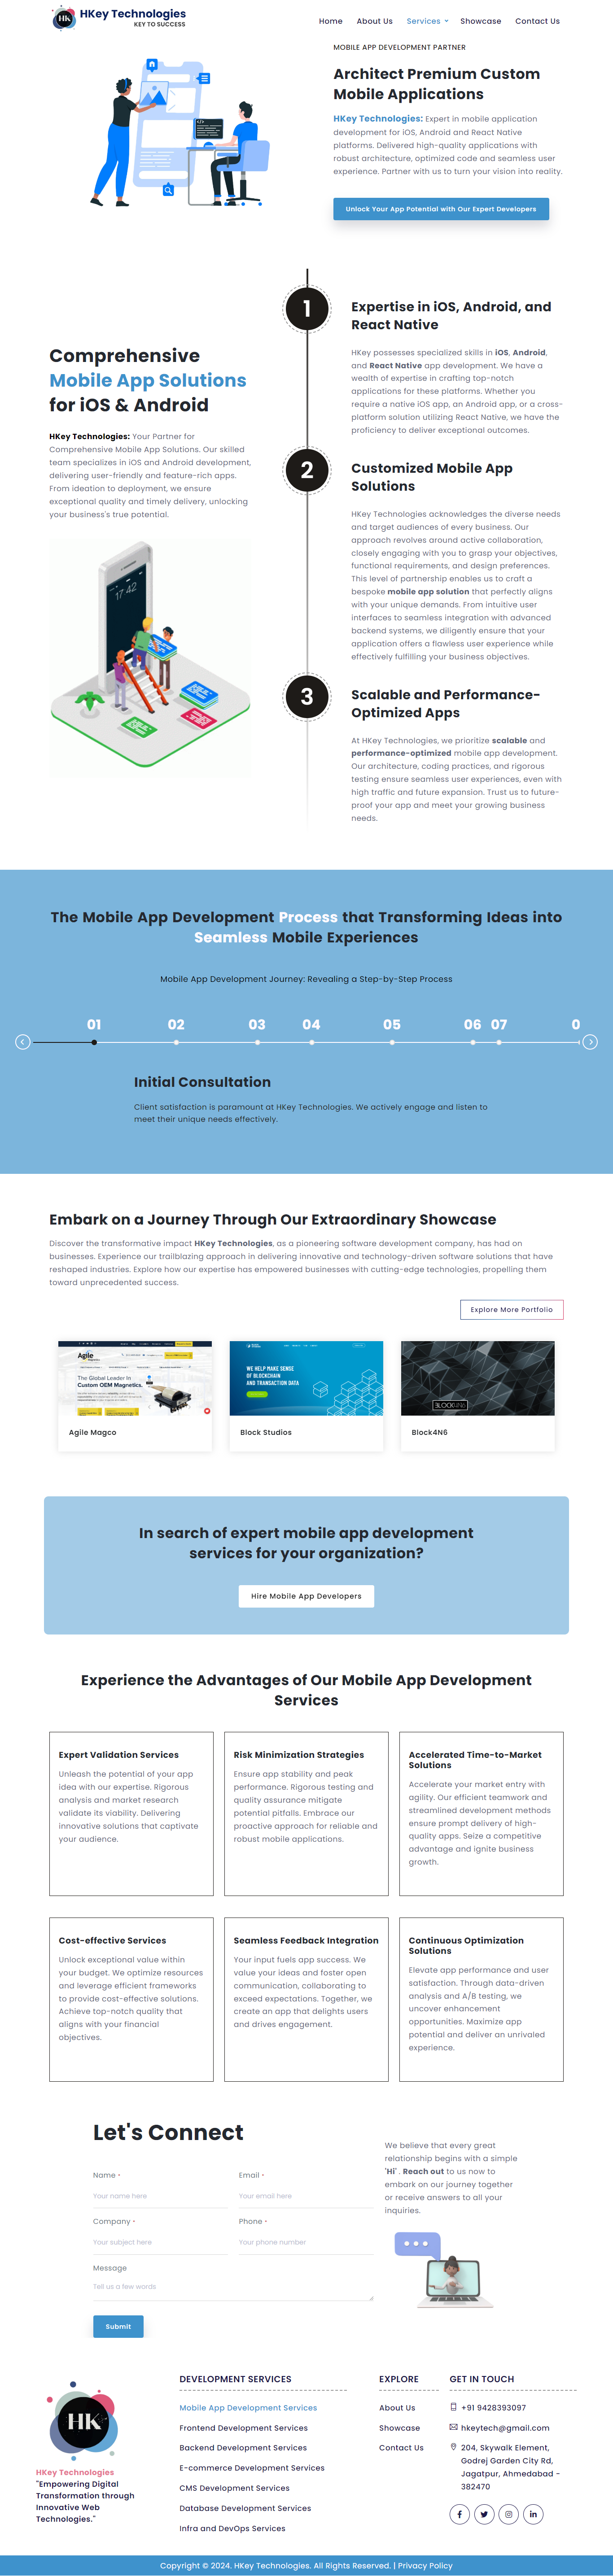 HKey Technologies
KEY TO SUCCESS
Home About Us Services Showcase Contact Us
MOBILE APP DEVELOPMENT PARTNER
Architect Premium Custom
Mobile Applications
HKey Technologies: Expert in mobile application
development for iOS, Android and React Native
platforms. Delivered high-quality applications with
robust architecture, optimized code and seamless user
experience. Partner with us to turn your vision into reality.
Unlock Your App Potential with Our Expert Developers
Comprehensive
Mobile App Solutions
for iOS & Android
HKey Technologies: Your Partner for
Comprehensive Mobile App Solutions. Our skilled
team specializes in iOS and Android development,
delivering user-friendly and feature-rich apps.
From ideation to deployment, we ensure
exceptional quality and timely delivery, unlocking
your business's true potential.
17 42
1
Expertise in iOS, Android, and
React Native
HKey possesses specialized skills in iOS, Android,
and React Native app development. We have a
wealth of expertise in crafting top-notch
applications for these platforms. Whether you
require a native iOS app, an Android app, or a cross-
platform solution utilizing React Native, we have the
proficiency to deliver exceptional outcomes.
2
Customized Mobile App
Solutions
HKey Technologies acknowledges the diverse needs
and target audiences of every business. Our
approach revolves around active collaboration,
closely engaging with you to grasp your objectives,
functional requirements, and design preferences.
This level of partnership enables us to craft a
bespoke mobile app solution that perfectly aligns
with your unique demands. From intuitive user
interfaces to seamless integration with advanced
backend systems, we diligently ensure that your
application offers a flawless user experience while
effectively fulfilling your business objectives.
3
Scalable and Performance-
Optimized Apps
At HKey Technologies, we prioritize scalable and
performance-optimized mobile app development.
Our architecture, coding practices, and rigorous
testing ensure seamless user experiences, even with
high traffic and future expansion. Trust us to future-
proof your app and meet your growing business
needs.
The Mobile App Development Process that Transforming Ideas into
Seamless Mobile Experiences
Mobile App Development Journey: Revealing a Step-by-Step Process
01 02 03 04 05 06 07 0
Initial Consultation
Client satisfaction is paramount at HKey Technologies. We actively engage and listen to
meet their unique needs effectively.
Embark on a Journey Through Our Extraordinary Showcase
Discover the transformative impact HKey Technologies, as a pioneering software development company, has had on
businesses. Experience our trailblazing approach in delivering innovative and technology-driven software solutions that have
reshaped industries. Explore how our expertise has empowered businesses with cutting-edge technologies, propelling them
toward unprecedented success.
Explore More Portfolio
Agile
The Global Leader In
Custom OEM Magnetics.
WE HELP MAKE SENSE
OF BLOCKCHAIN
AND TRANSACTION DATA
BLOCK4N6
Agile Magco
Block Studios
Block4N6
In search of expert mobile app development
services for your organization?
Hire Mobile App Developers
Experience the Advantages of Our Mobile App Development
Services
Expert Validation Services
Unleash the potential of your app
idea with our expertise. Rigorous
analysis and market research
validate its viability. Delivering
innovative solutions that captivate
your audience.
Risk Minimization Strategies
Ensure app stability and peak
performance. Rigorous testing and
quality assurance mitigate
potential pitfalls. Embrace our
proactive approach for reliable and
robust mobile applications.
Accelerated Time-to-Market
Solutions
Accelerate your market entry with
agility. Our efficient teamwork and
streamlined development methods
ensure prompt delivery of high-
quality apps. Seize a competitive
advantage and ignite business
growth.
Cost-effective Services
Unlock exceptional value within
your budget. We optimize resources
and leverage efficient frameworks
to provide cost-effective solutions.
Achieve top-notch quality that
aligns with your financial
objectives.
Seamless Feedback Integration
Your input fuels app success. We
value your ideas and foster open
communication, collaborating to
exceed expectations. Together, we
create an app that delights users
and drives engagement.
Continuous Optimization
Solutions
Elevate app performance and user
satisfaction. Through data-driven
analysis and A/B testing, we
uncover enhancement
opportunities. Maximize app
potential and deliver an unrivaled
experience.
Let's Connect
Name *
Email *
Your name here
Your email here
Company *
Phone *
Your subject here
Your phone number
Message
Tell us a few words
Submit
We believe that every great
relationship begins with a simple
'Hi' . Reach out to us now to
embark on our journey together
or receive answers to all your
inquiries.
HK
HKey Technologies
"Empowering Digital
Transformation through
Innovative Web
Technologies."
DEVELOPMENT SERVICES
Mobile App Development Services
Frontend Development Services
Backend Development Services
E-commerce Development Services
CMS Development Services
Database Development Services
Infra and DevOps Services
EXPLORE
About Us
Showcase
Contact Us
GET IN TOUCH
+91 9428393097
hkeytech@gmail.com
204, Skywalk Element,
Godrej Garden City Rd,
Jagatpur, Ahmedabad -
382470
Copyright © 2024. HKey Technologies. All Rights Reserved. | Privacy Policy